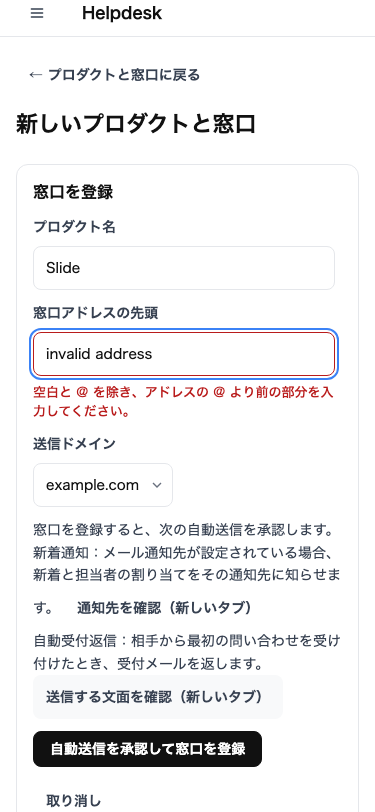 Helpdesk
← プロダクトと窓口に戻る
新しいプロダクトと窓口
窓口を登録
プロダクト名
Slide
窓口アドレスの先頭
invalid address
空白と @ を除き、アドレスの @ より前の部分を入
力してください。
送信ドメイン
example.com
窓口を登録すると、次の自動送信を承認します。
新着通知：メール通知先が設定されている場合、
新着と担当者の割り当てをその通知先に知らせま
す。 通知先を確認（新しいタブ）
自動受付返信：相手から最初の問い合わせを受け
付けたとき、受付メールを返します。
送信する文面を確認（新しいタブ）
自動送信を承認して窓口を登録
取り消し